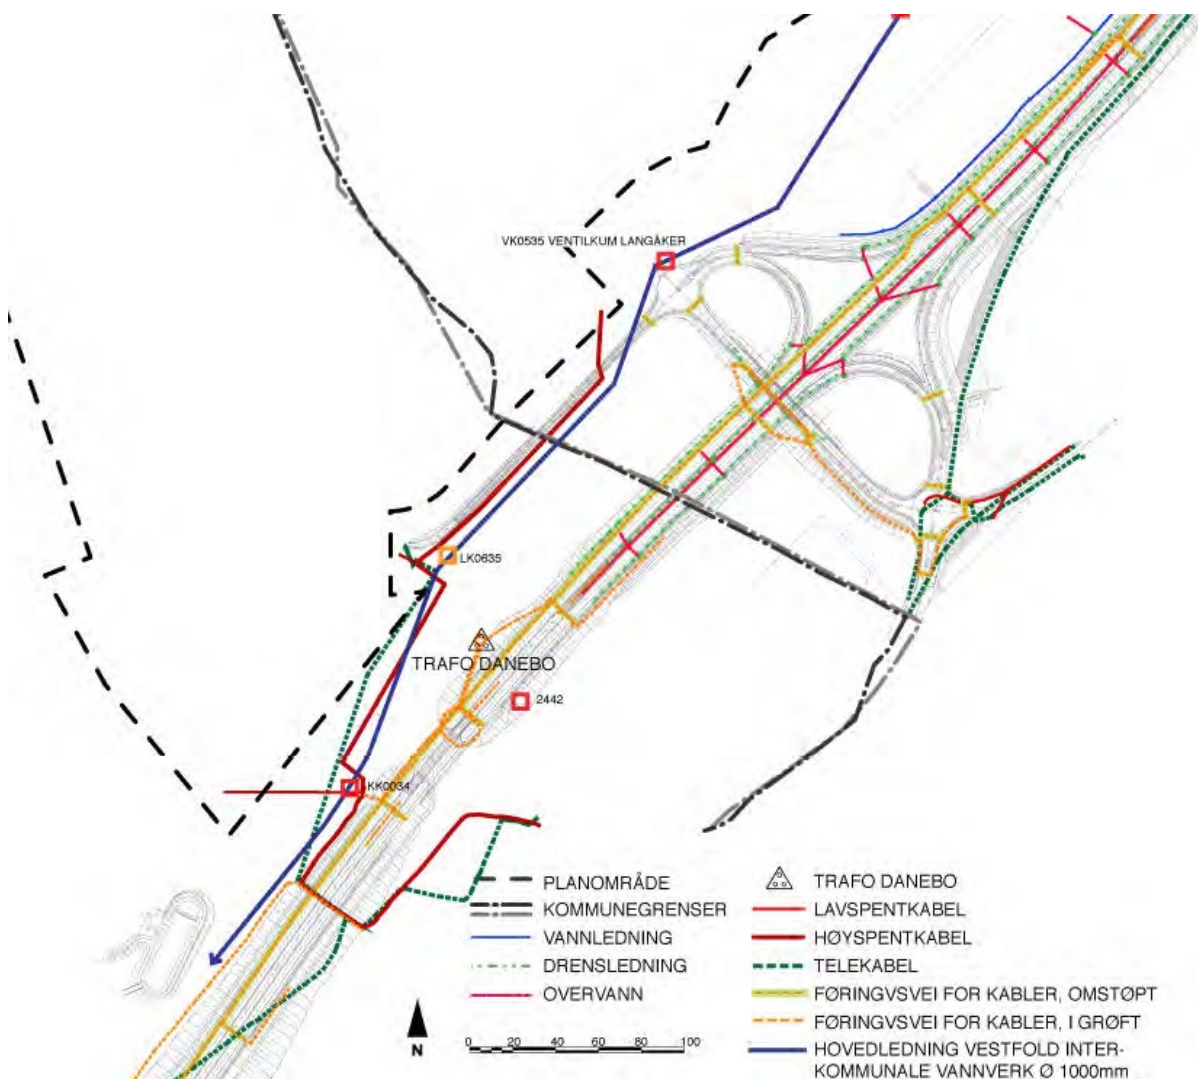 VK0535 VENTILKUM LANGÅKER
LK0635
TRAFO DANEBO
2442
KK0034
PLANOMRÅDE
KOMMUNEGRENSER
VANNLEDNING
DRENSLEDNING
OVERVANN
TRAFO DANEBO
LAVSPENTKABEL
HØYSPENTKABEL
TELEKABEL
FØRINGVSVEI FOR KABLER, OMSTØPT
FØRINGVSVEI FOR KABLER, I GRØFT
HOVEDLEDNING VESTFOLD INTER-
KOMMUNALE VANNVERK Ø 1000mm
N
0 20 40 60 80 100